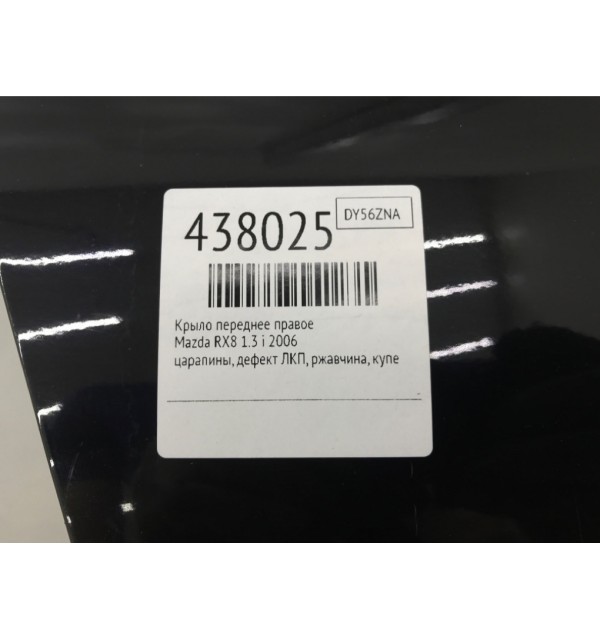 438025
DY56ZNA
Крыло переднее правое
Mazda RX8 1.3 i 2006
царапины, дефект ЛКП, ржавчина, купе